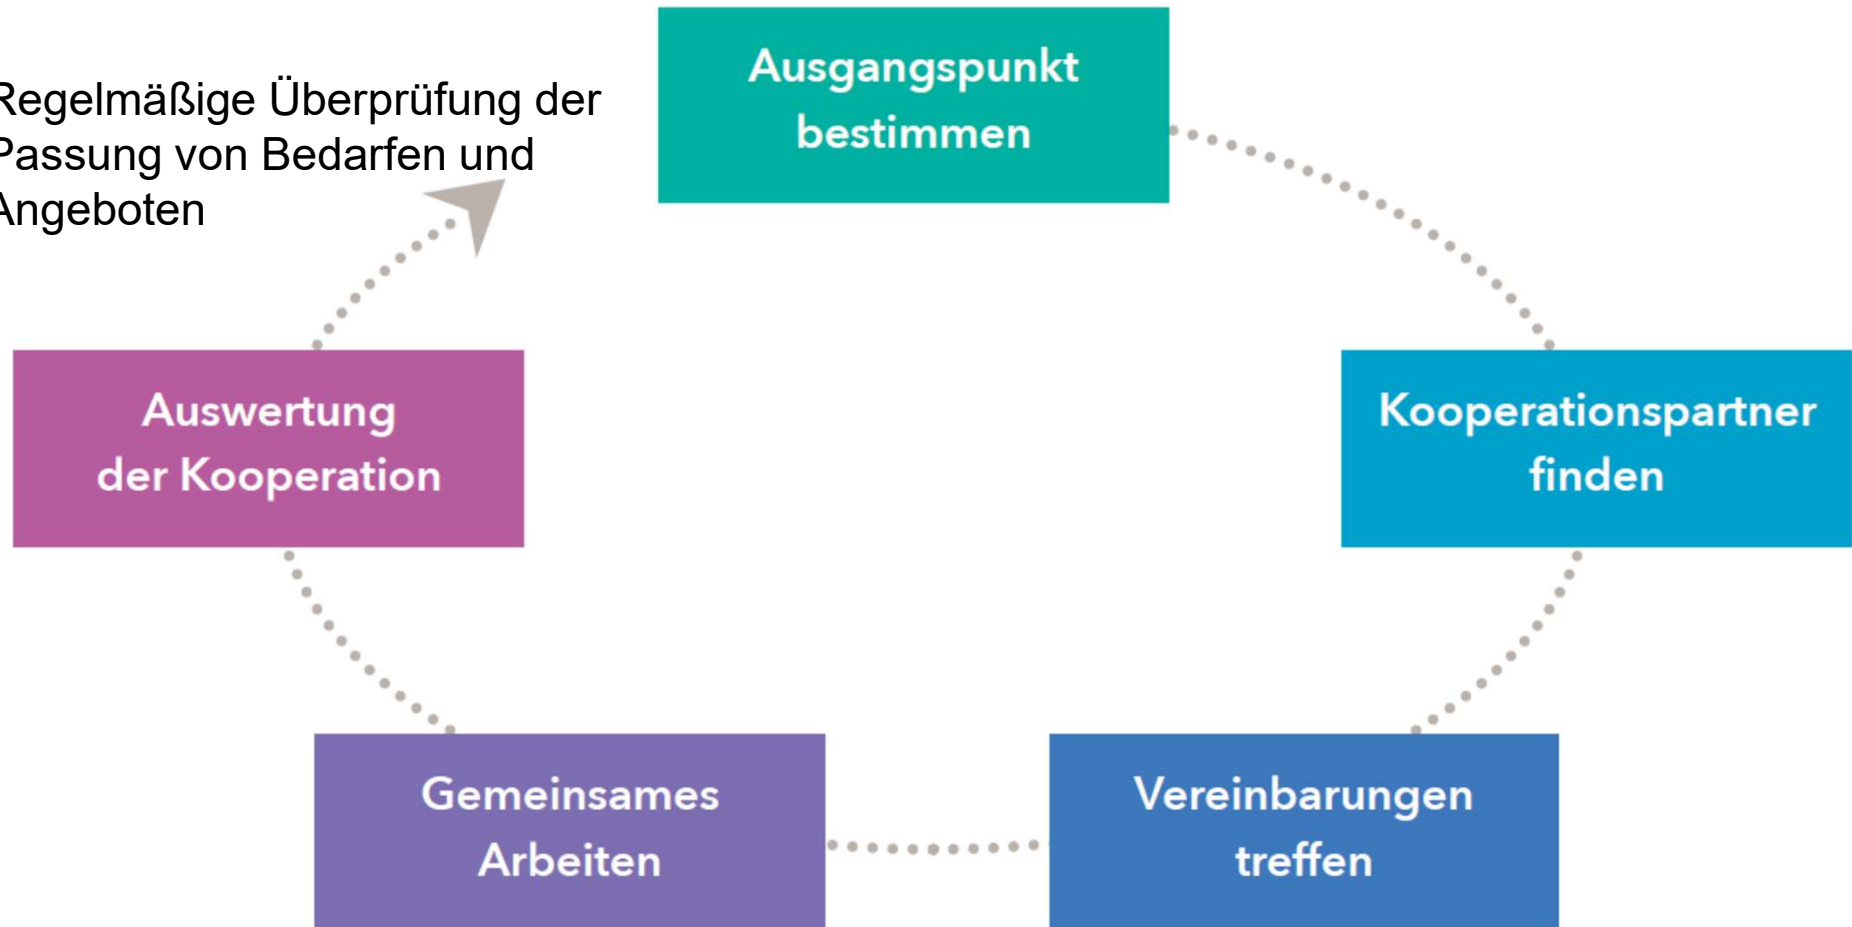 Regelmäßige Überprüfung der
Passung von Bedarfen und
Angeboten
Ausgangspunkt
bestimmen
Kooperationspartner
finden
Vereinbarungen
treffen
Gemeinsames
Arbeiten
Auswertung
der Kooperation